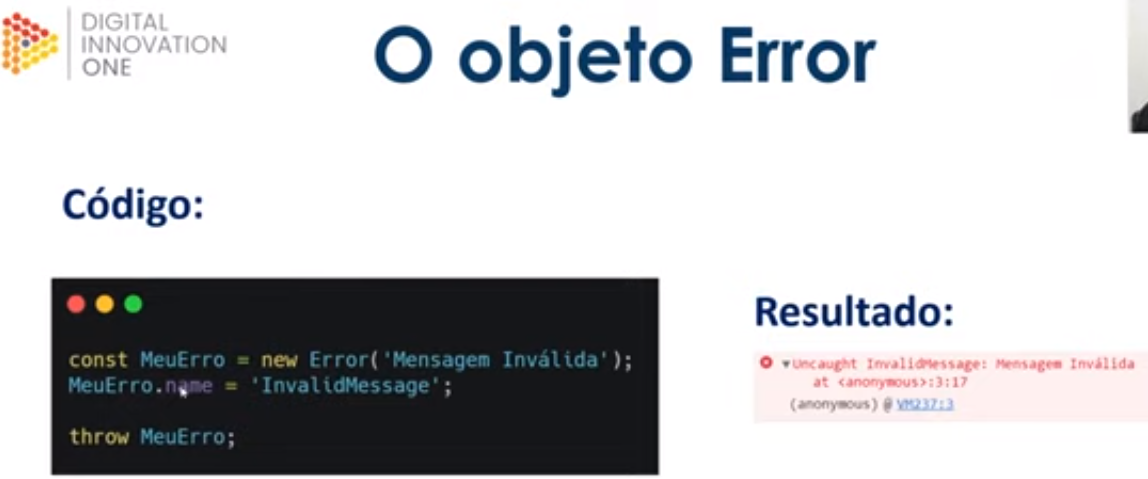 DIGITAL
INNOVATION
ONE
O objeto Error
Código:
const MeuErro = new Error('Mensagem Inválida');
MeuErro.name = 'InvalidMessage';
throw MeuErro;
Resultado:
Uncaught InvalidMessage: Mensagem Inválida
at <anonymous>:3:17
(anonymous) @ VM237:3